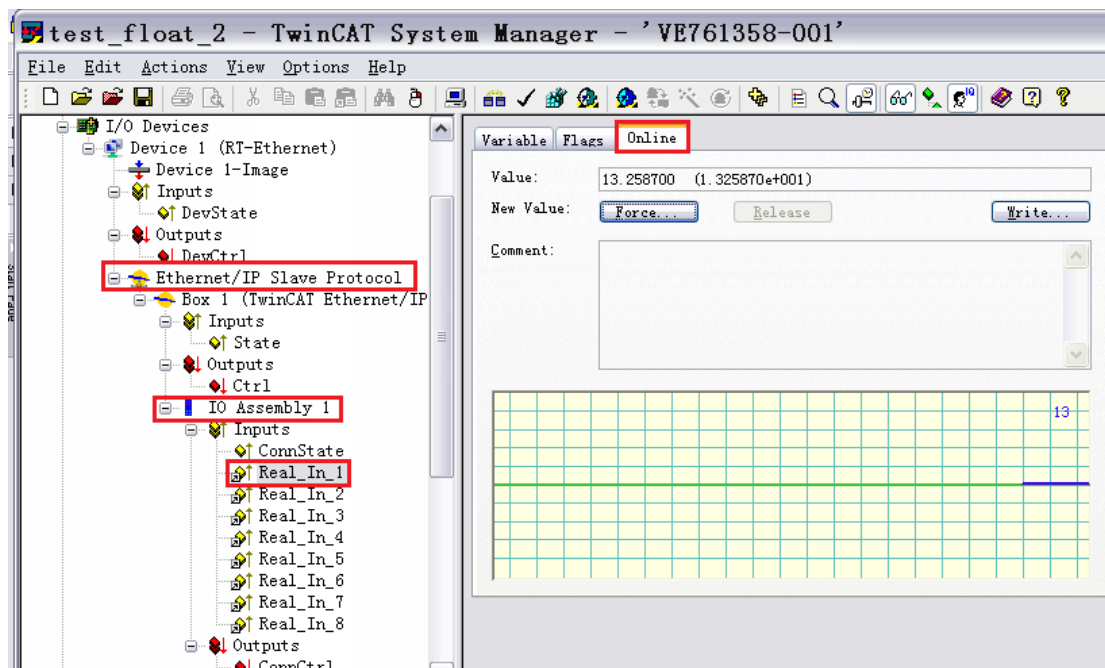 test_float_2 - TwinCAT System Manager - 'VE761358-001'
File Edit Actions View Options Help
I/O Devices
Device 1 (RT-Ethernet)
Device 1-Image
Inputs
DevState
Outputs
DevCtrl
Ethernet/IP Slave Protocol
Box 1 (TwinCAT Ethernet/IP
Inputs
State
Outputs
Ctrl
IO Assembly 1
Inputs
ConnState
Real_In_1
Real_In_2
Real_In_3
Real_In_4
Real_In_5
Real_In_6
Real_In_7
Real_In_8
Outputs
ConnCtrl
Variable Flags Online
Value: 13.258700 (1.325870e+001)
New Value: Force... Release Write...
Comment:
13